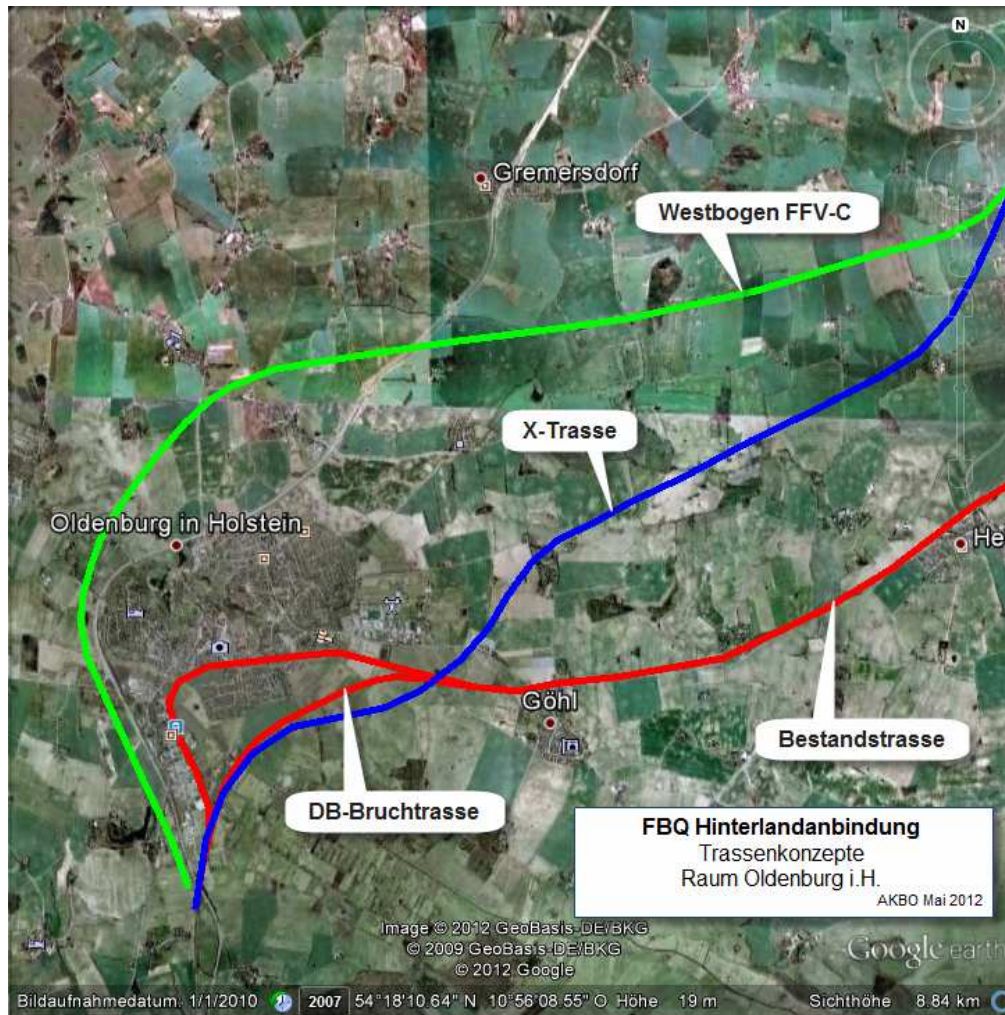 N
Gremersdorf
Westbogen FFV-C
X-Trasse
Oldenburg in Holstein
He
Göhl
Bestandstrasse
DB-Bruchtrasse
FBQ Hinterlandanbindung
Trassenkonzepte
Raum Oldenburg i.H.
AKBO Mai 2012
Image © 2012 GeoBasis-DE/BKG
© 2009 GeoBasis-DE/BKG
© 2012 Google
Google earth
Bildaufnahmedatum: 1/1/2010 2007 54°18'10.64" N 10°56'08.55" O Höhe 19 m Sichthöhe 8.84 km